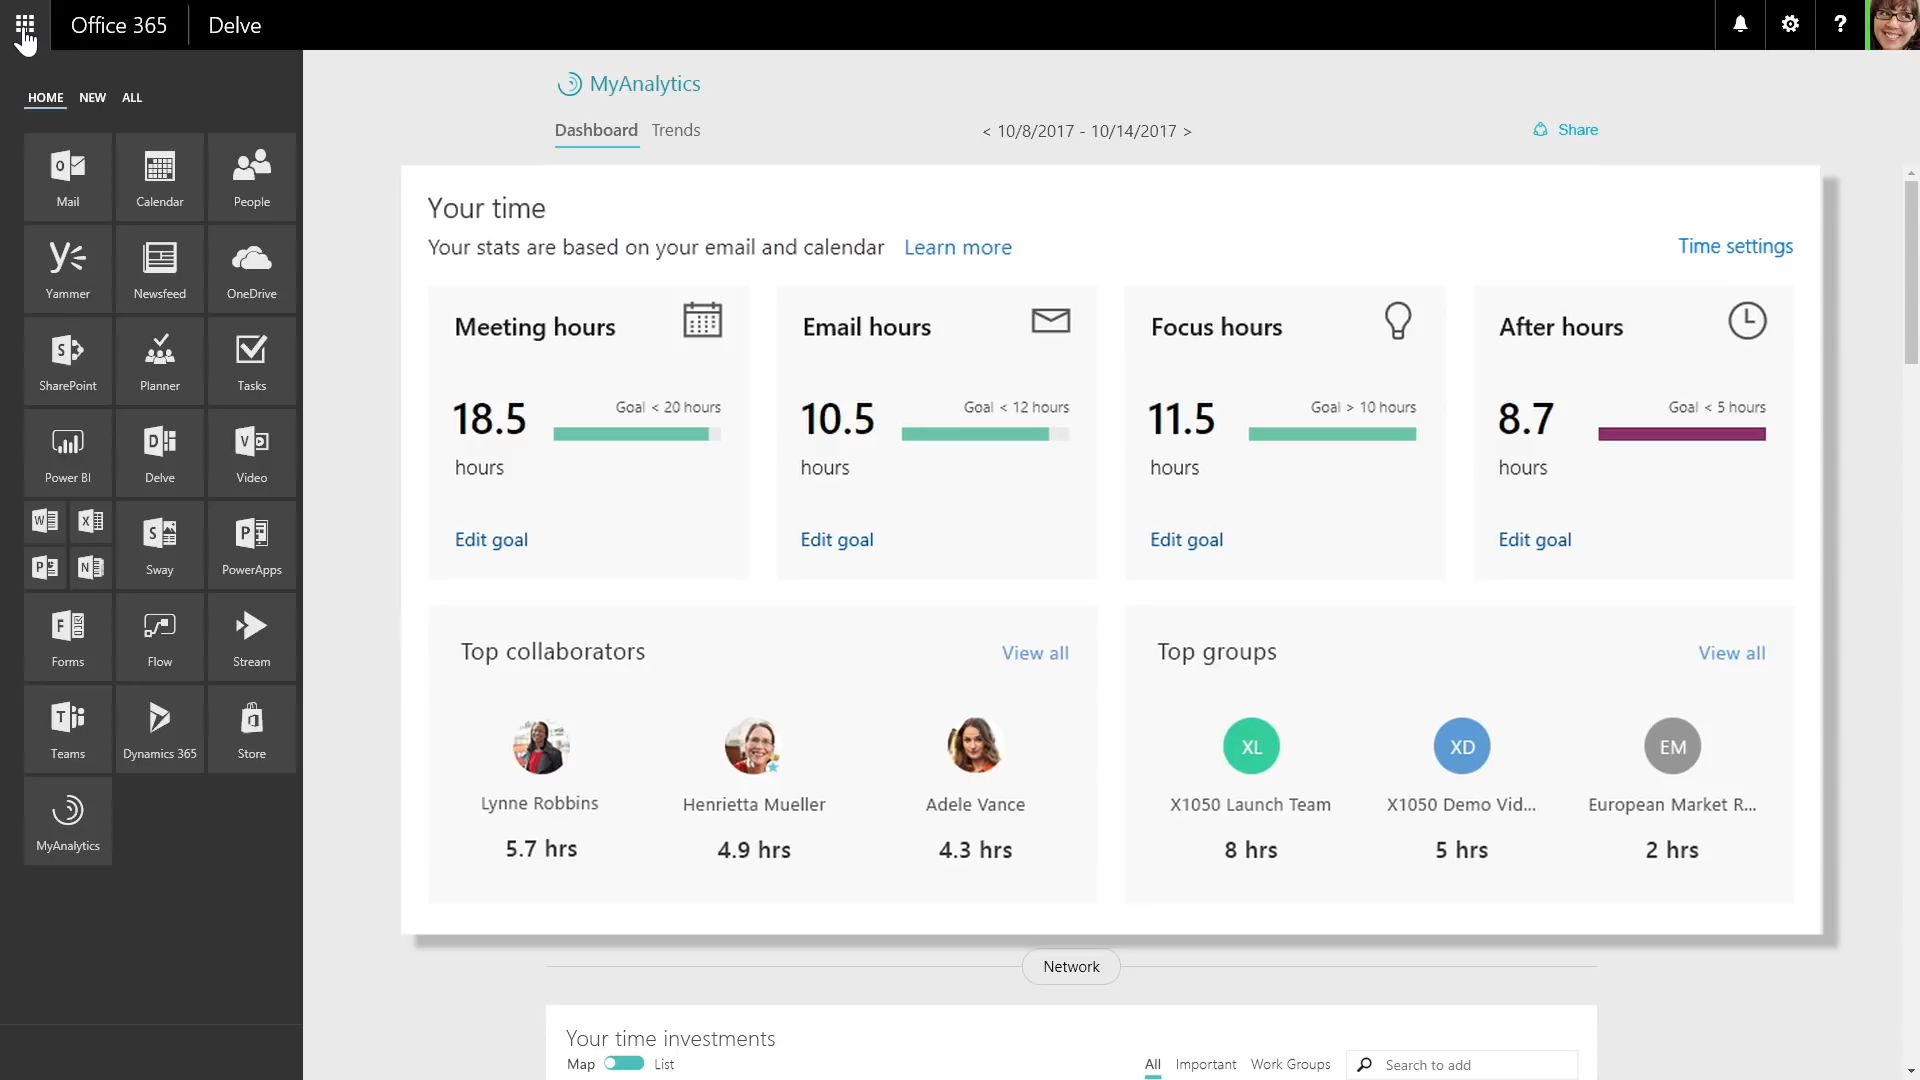 Office 365
Delve
HOME NEW ALL
Mail
Calendar
People
Yammer
Newsfeed
OneDrive
SharePoint
Planner
Tasks
Power BI
Delve
Video
Sway
PowerApps
Forms
Flow
Stream
Teams
Dynamics 365
Store
MyAnalytics
MyAnalytics
Dashboard Trends
< 10/8/2017 - 10/14/2017 >
Share
Your time
Your stats are based on your email and calendar Learn more
Time settings
Meeting hours
Goal < 20 hours
18.5
hours
Edit goal
Email hours
Goal < 12 hours
10.5
hours
Edit goal
Focus hours
Goal > 10 hours
11.5
hours
Edit goal
After hours
Goal < 5 hours
8.7
hours
Edit goal
Top collaborators
View all
Lynne Robbins
5.7 hrs
Henrietta Mueller
4.9 hrs
Adele Vance
4.3 hrs
Top groups
View all
XL
X1050 Launch Team
8 hrs
XD
X1050 Demo Vid...
5 hrs
EM
European Market R...
2 hrs
Network
Your time investments
Map List
All Important Work Groups
Search to add